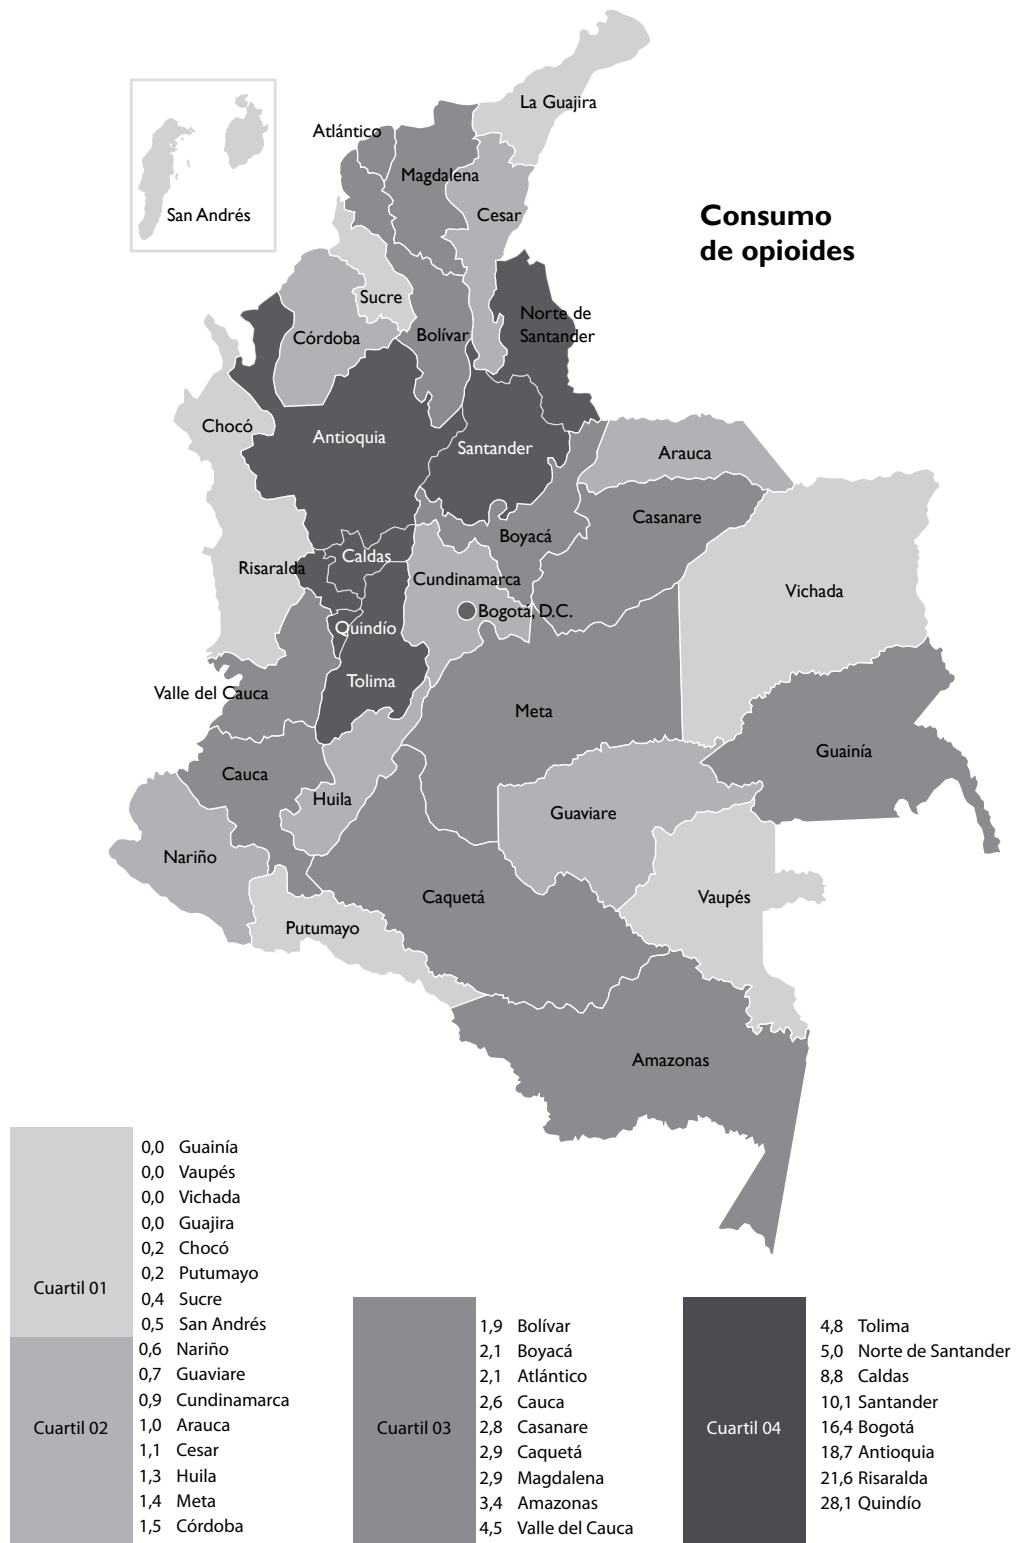 La Guajira
Atlántico
Magdalena
San Andrés
Cesar
Consumo
de opioides
Sucre
Norte de
Santander
Córdoba
Bolívar
Chocó
Antioquia
Santander
Arauca
Casanare
Boyacá
Caldas
Risaralda
Cundinamarca
Vichada
Bogotá, D.C.
Quindío
Tolima
Valle del Cauca
Meta
Guainía
Cauca
Huila
Guaviare
Nariño
Caquetá
Vaupés
Putumayo
Amazonas
Cuartil 01
0,0 Guainía
0,0 Vaupés
0,0 Vichada
0,0 Guajira
0,2 Chocó
0,2 Putumayo
0,4 Sucre
0,5 San Andrés
Cuartil 02
0,6 Nariño
0,7 Guaviare
0,9 Cundinamarca
1,0 Arauca
1,1 Cesar
1,3 Huila
1,4 Meta
1,5 Córdoba
Cuartil 03
1,9 Bolívar
2,1 Boyacá
2,1 Atlántico
2,6 Cauca
2,8 Casanare
2,9 Caquetá
2,9 Magdalena
3,4 Amazonas
4,5 Valle del Cauca
Cuartil 04
4,8 Tolima
5,0 Norte de Santander
8,8 Caldas
10,1 Santander
16,4 Bogotá
18,7 Antioquia
21,6 Risaralda
28,1 Quindío